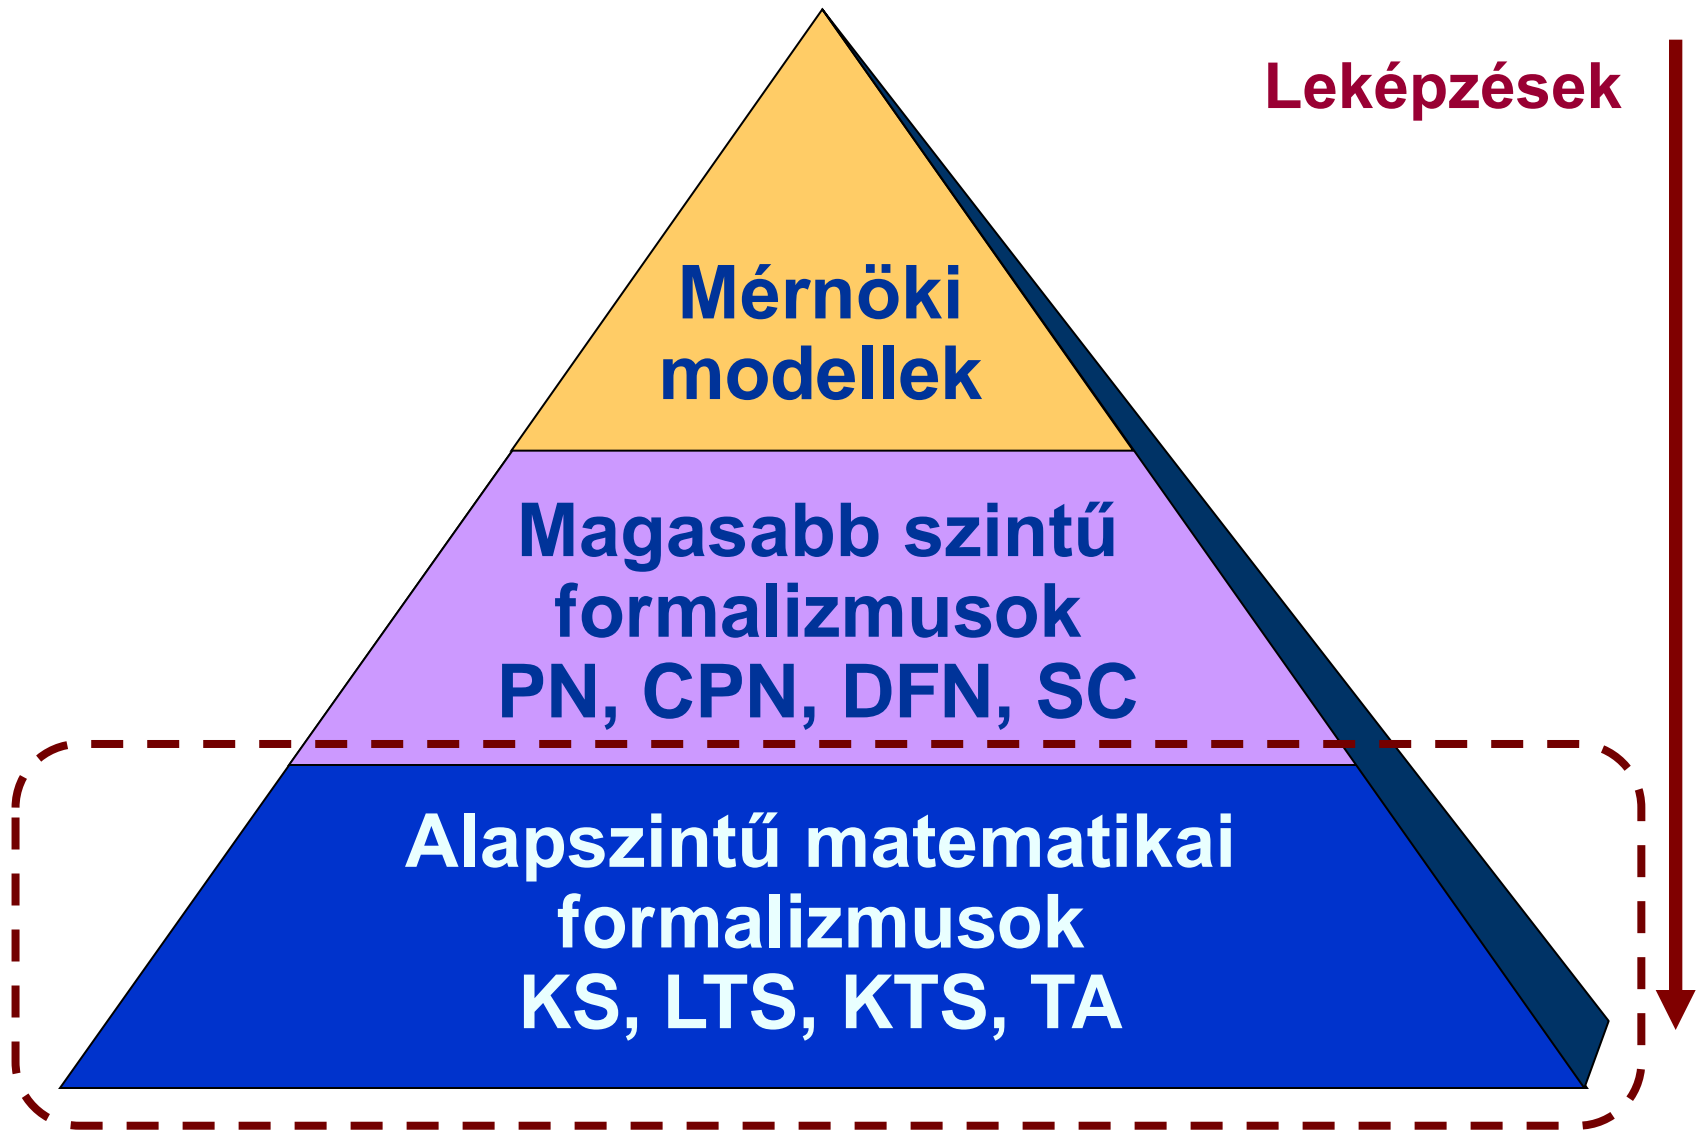 Leképzések
Mérnöki
modellek
Magasabb szintű
formalizmusok
PN, CPN, DFN, SC
Alapszintű matematikai
formalizmusok
KS, LTS, KTS, TA